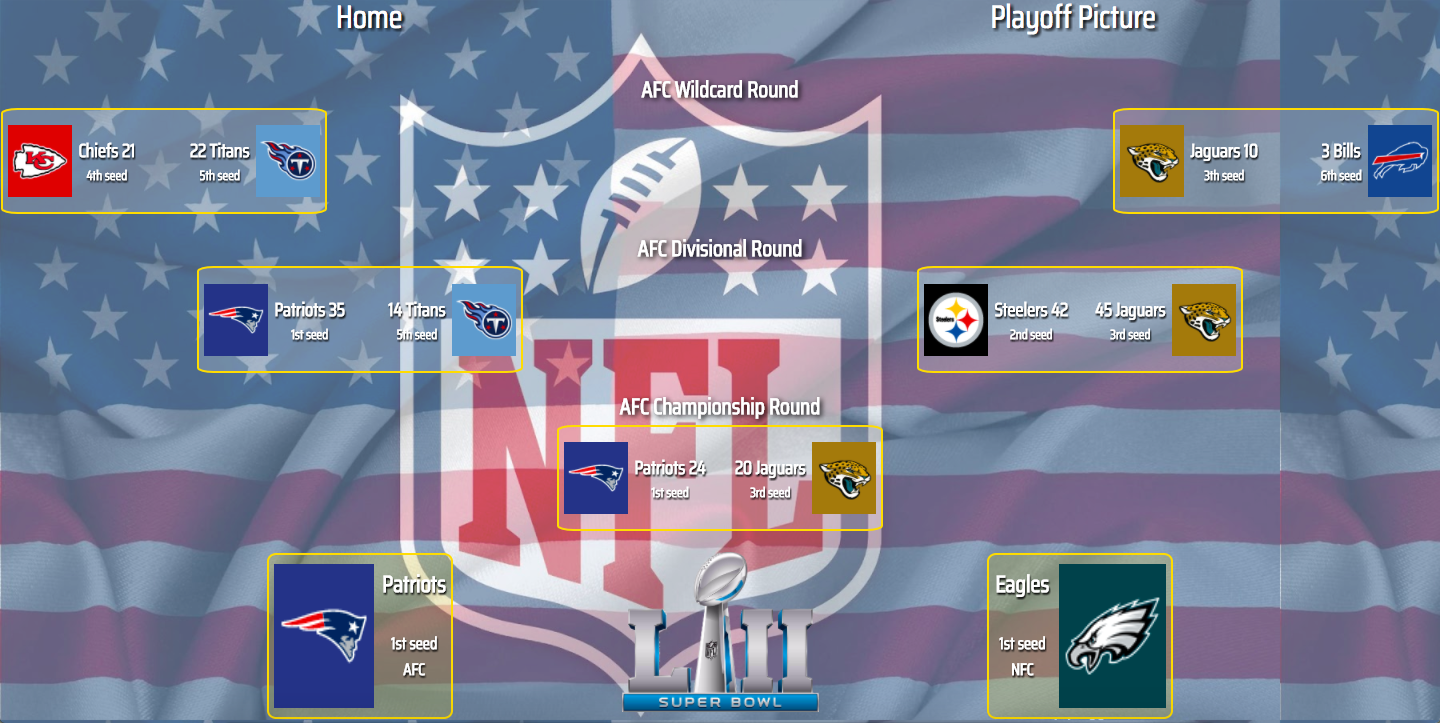 Home
Playoff Picture
AFC Wildcard Round
Chiefs 21
4th seed
22 Titans
5th seed
Jaguars 10
3th seed
3 Bills
6th seed
AFC Divisional Round
Patriots 35
1st seed
14 Titans
5th seed
Steelers
Steelers 42
2nd seed
45 Jaguars
3rd seed
NFL
AFC Championship Round
Patriots 24
1st seed
20 Jaguars
3rd seed
Patriots
1st seed
AFC
LII
SUPER BOWL
Eagles
1st seed
NFC